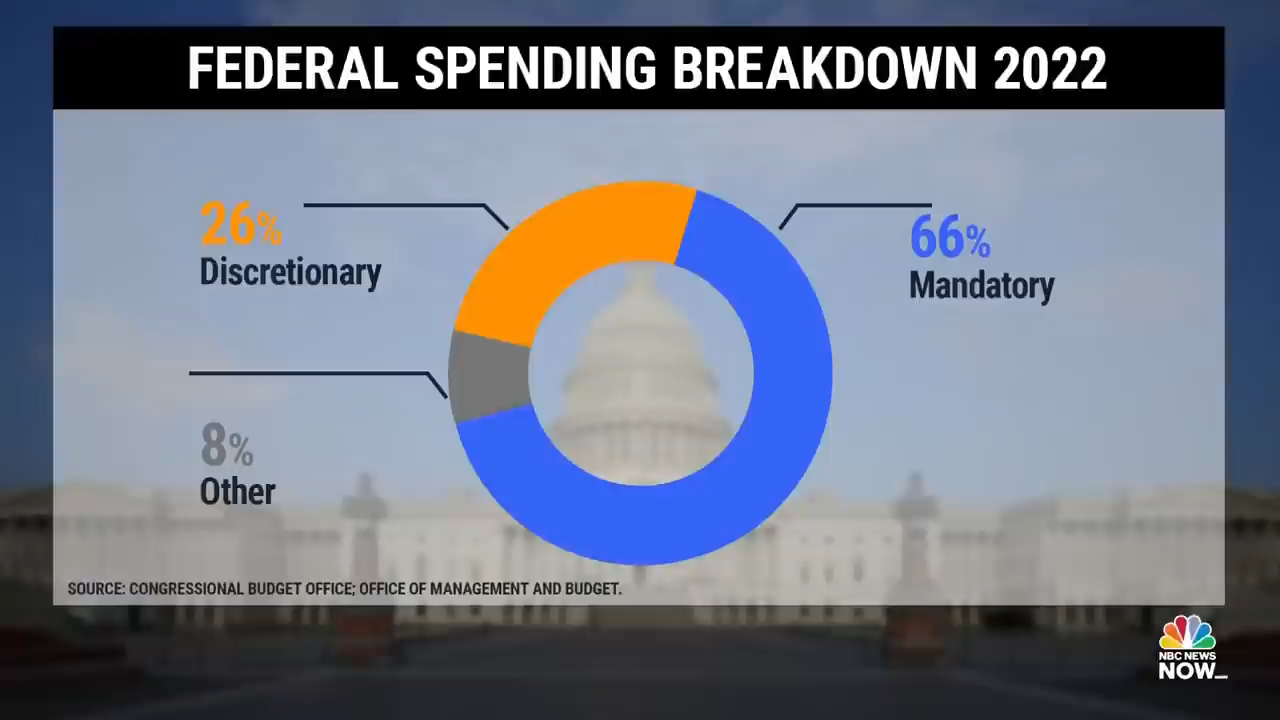 FEDERAL SPENDING BREAKDOWN 2022
26%
Discretionary
66%
Mandatory
8%
Other
SOURCE: CONGRESSIONAL BUDGET OFFICE; OFFICE OF MANAGEMENT AND BUDGET.
NBC NEWS
NOW_